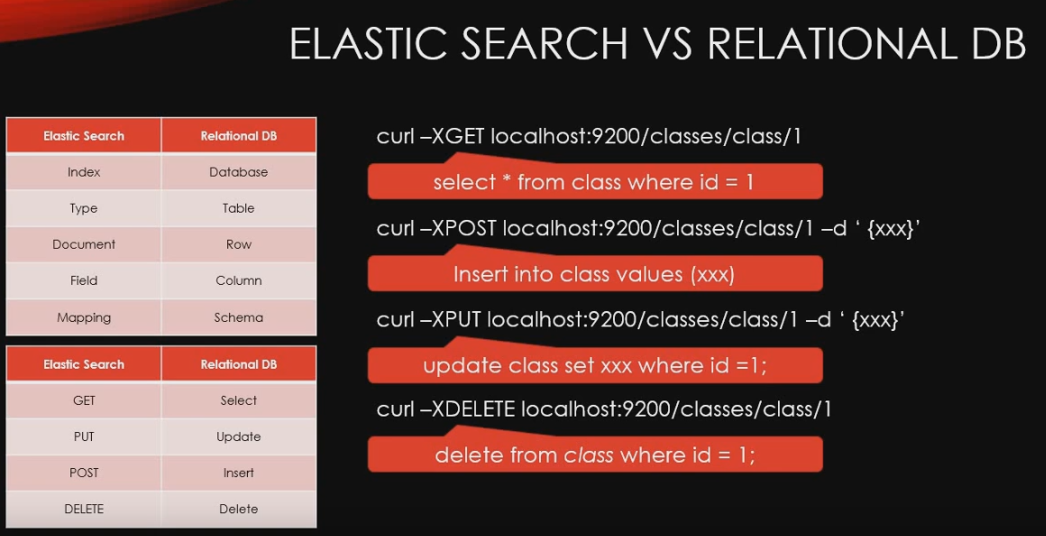 ELASTIC SEARCH VS RELATIONAL DB
Elastic Search Relational DB
Index Database
Type Table
Document Row
Field Column
Mapping Schema
Elastic Search Relational DB
GET Select
PUT Update
POST Insert
DELETE Delete
curl –XGET localhost:9200/classes/class/1
select * from class where id = 1
curl –XPOST localhost:9200/classes/class/1 –d ‘ {xxx}’
Insert into class values (xxx)
curl –XPUT localhost:9200/classes/class/1 –d ‘ {xxx}’
update class set xxx where id =1;
curl –XDELETE localhost:9200/classes/class/1
delete from class where id = 1;